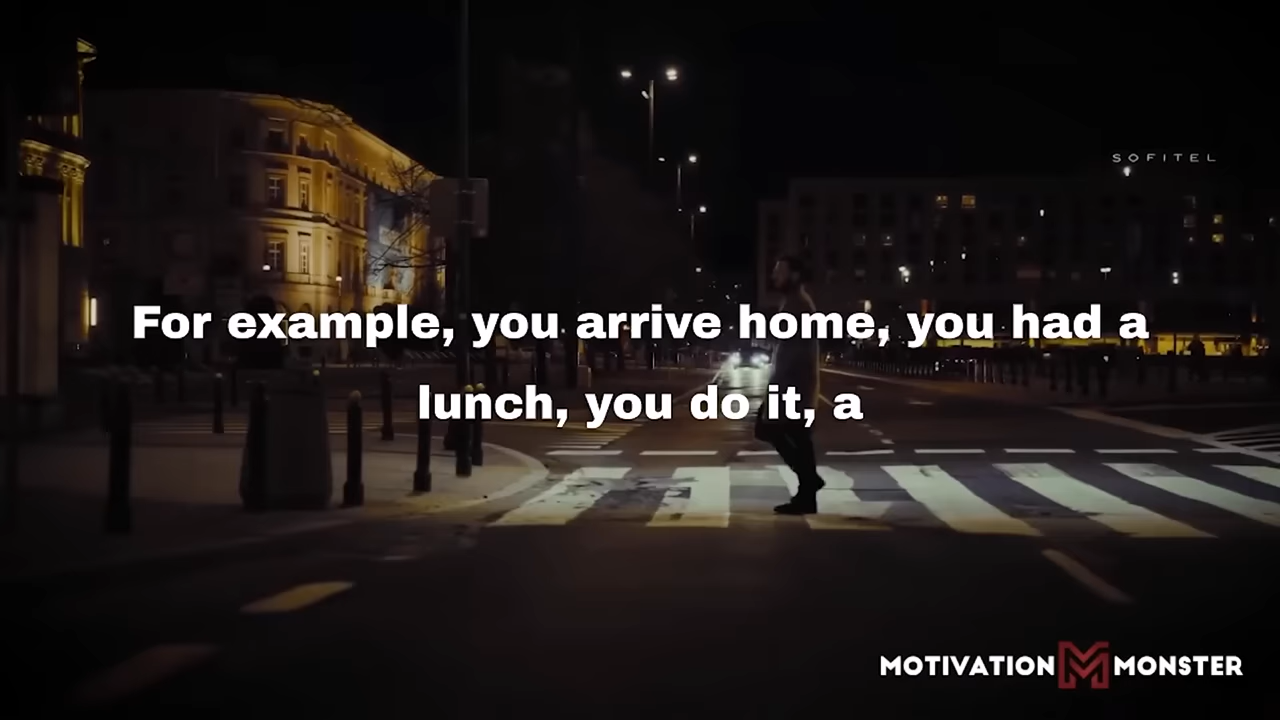 SOFITEL
For example, you arrive home, you had a
lunch, you do it, a
MOTIVATION M MONSTER